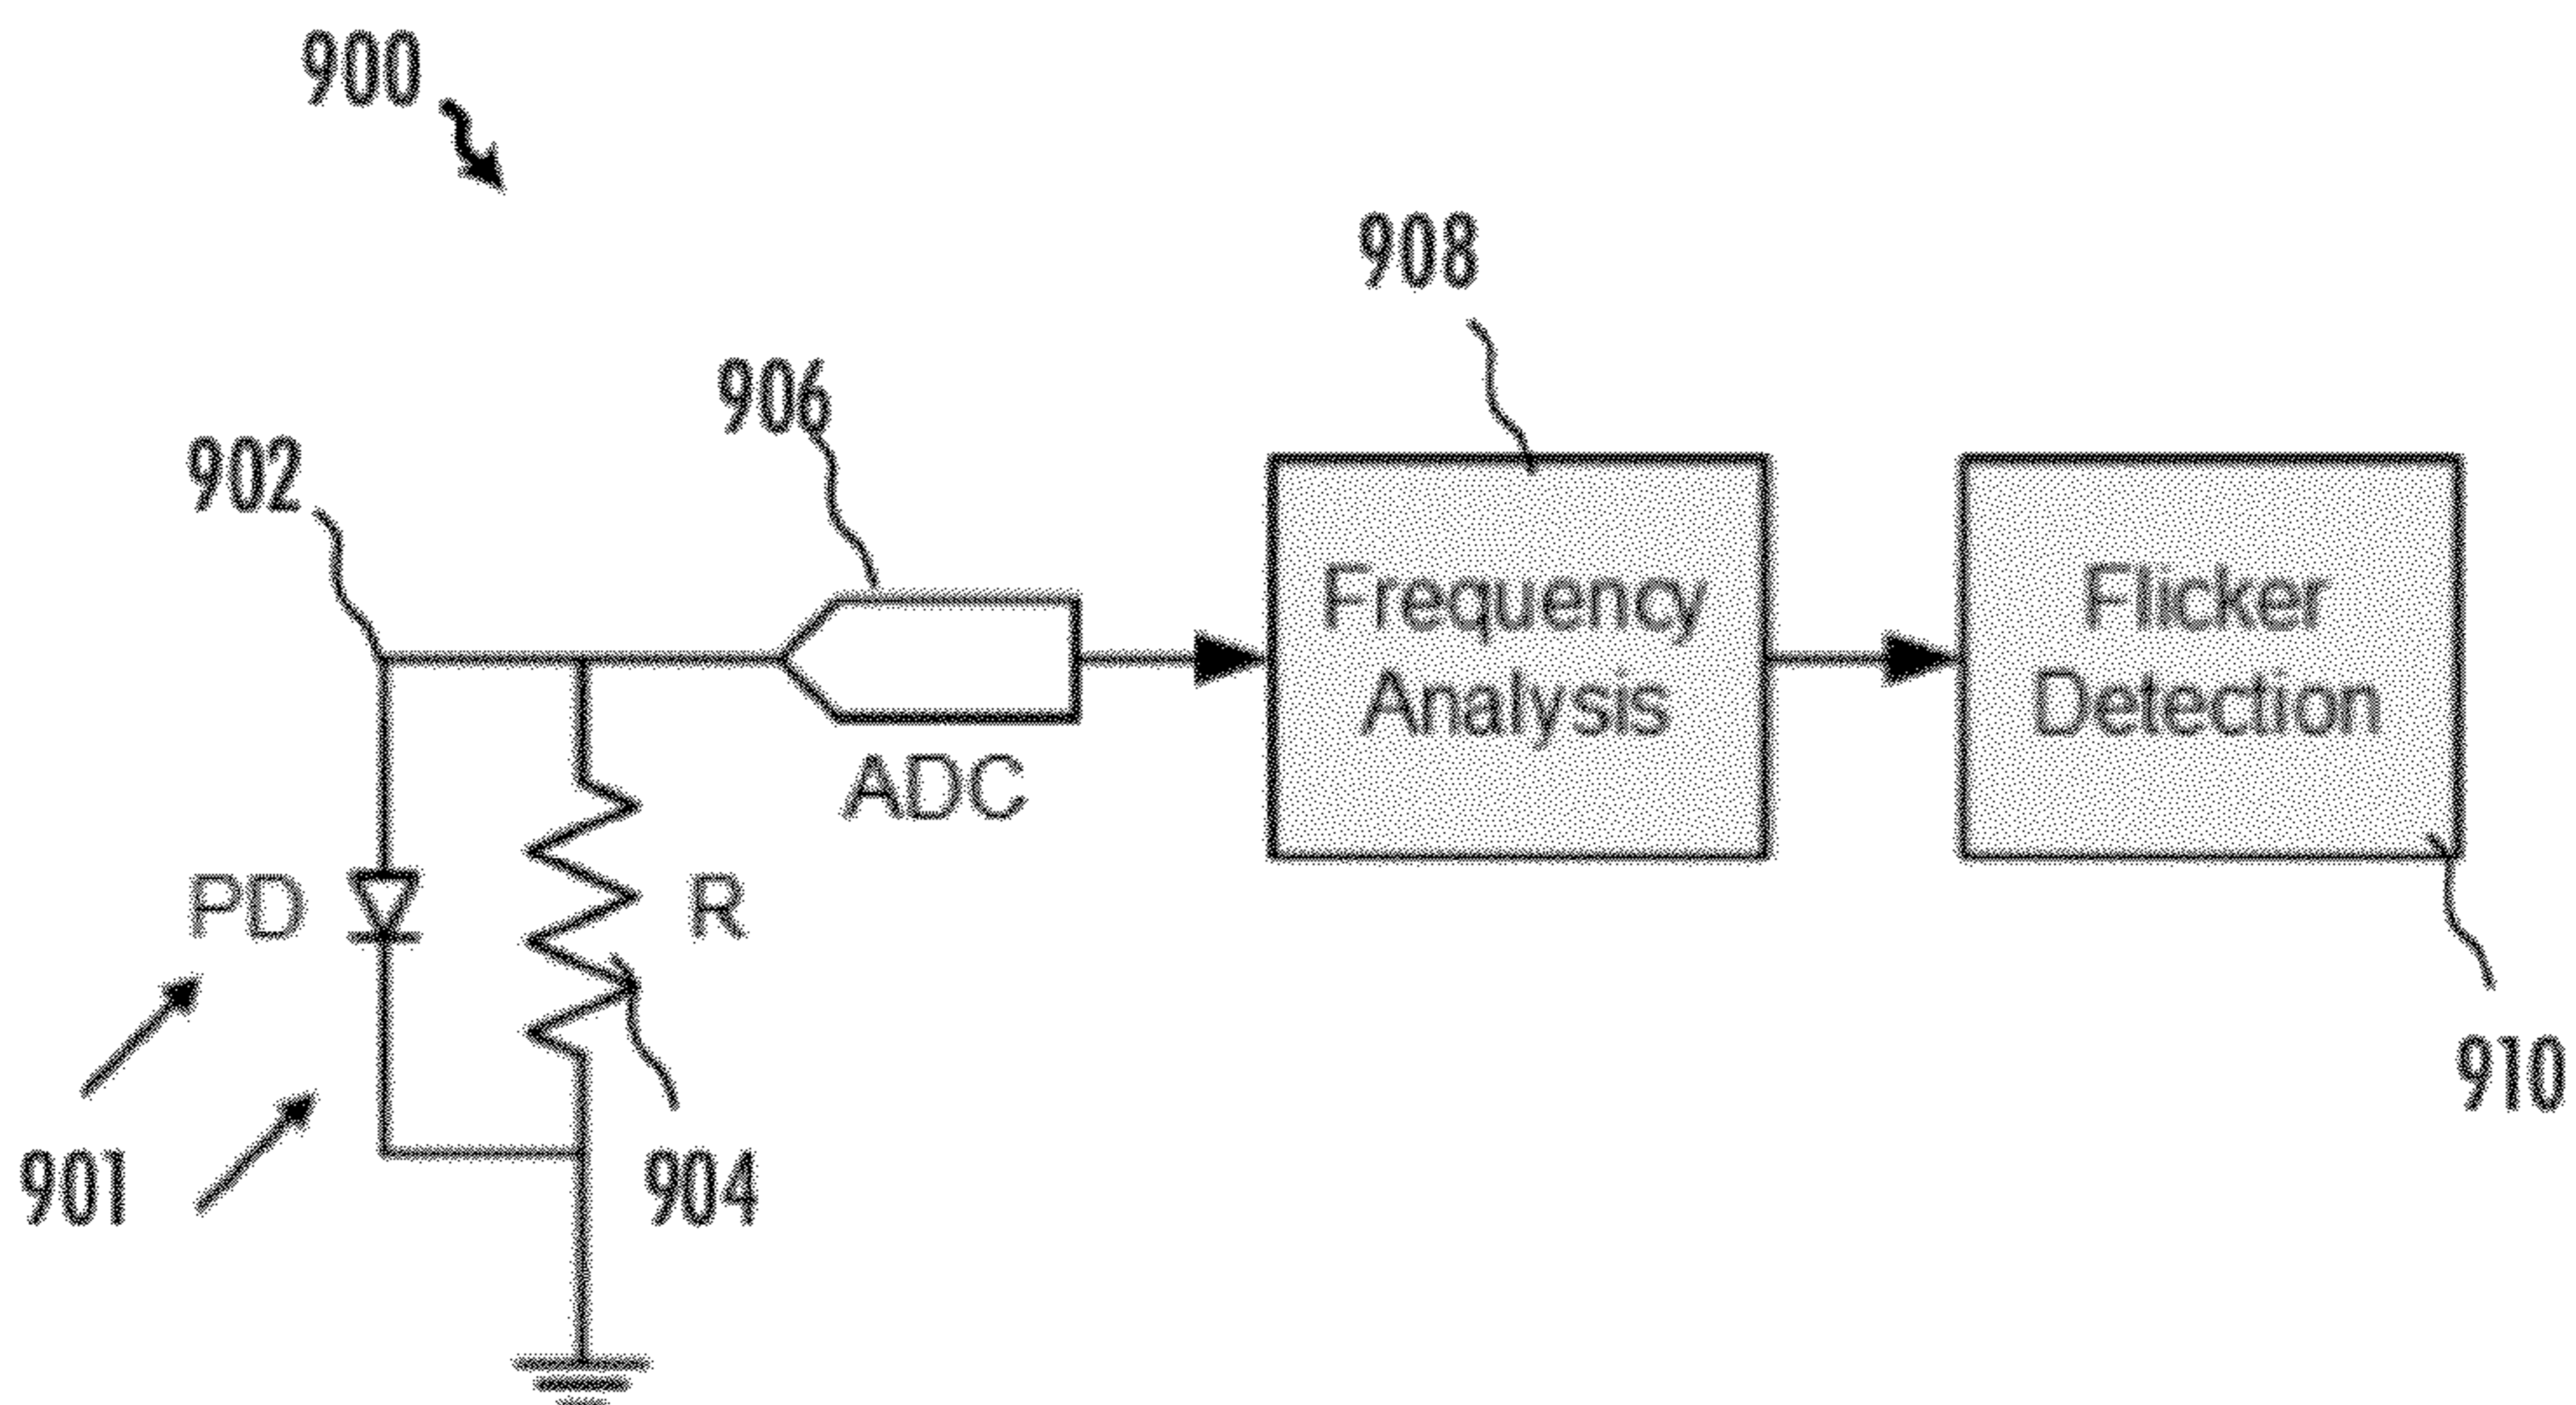 900
908
906
902
Frequency
Analysis
Flicker
Detection
ADC
PD
R
910
901
904